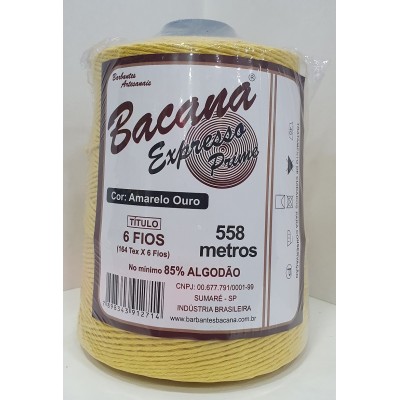 Barbantes
Artesanais
Bacana®
Expresso
Prime
Cor: Amarelo Ouro
TÍTULO
6 FIOS
(164 Tex X 6 Fios)
558
metros
No mínimo 85% ALGODÃO
CNPJ: 00.677.791/0001-99
SUMARÉ - SP
INDÚSTRIA BRASILEIRA
www.barbantesbacana.com.br